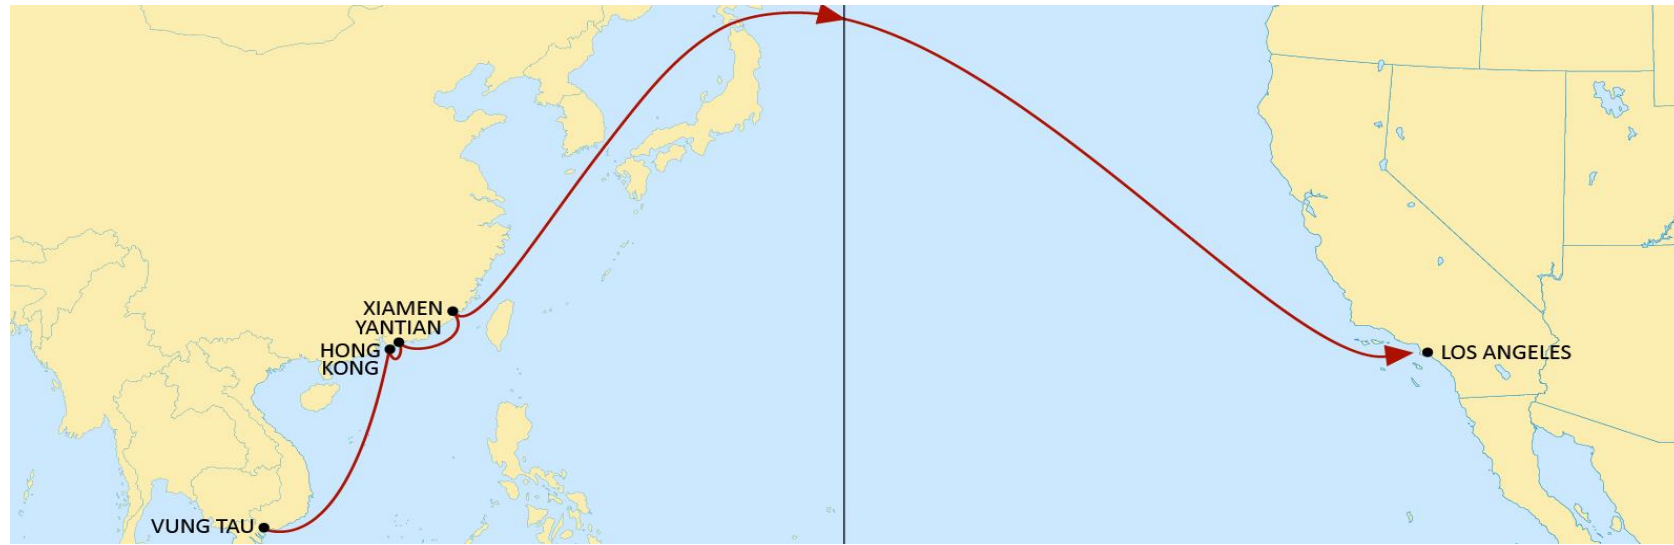 XIAMEN
YANTIAN
HONG
KONG
LOS ANGELES
VUNG TAU